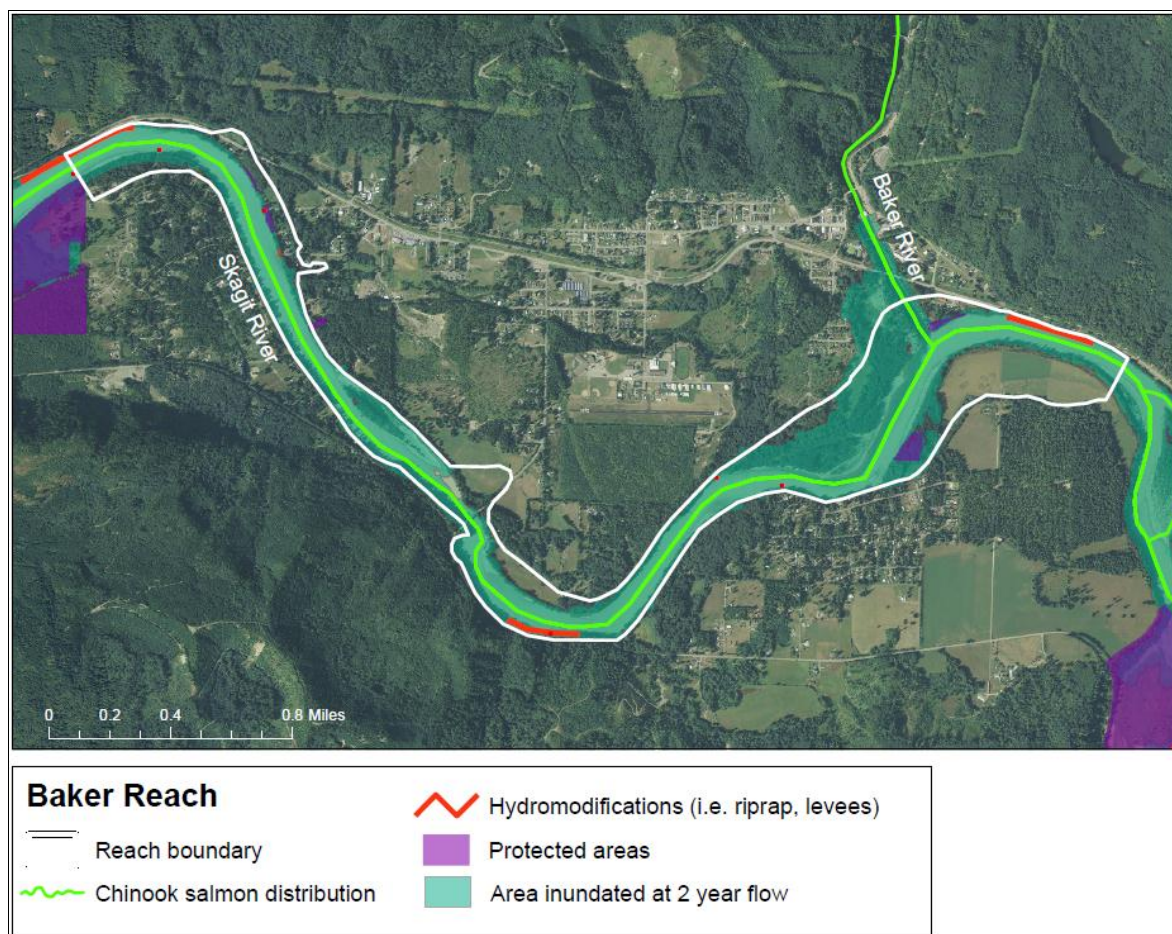 Baker River
Skagit River
0 0.2 0.4 0.8 Miles
Baker Reach
Reach boundary
Chinook salmon distribution
Hydromodifications (i.e. riprap, levees)
Protected areas
Area inundated at 2 year flow